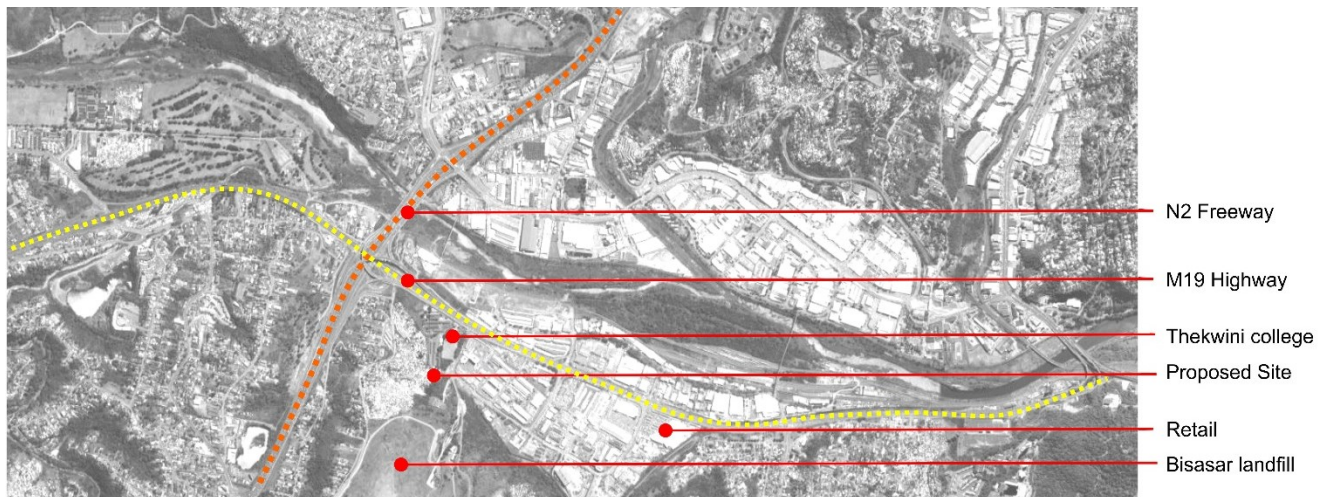 N2 Freeway
M19 Highway
Thekwini college
Proposed Site
Retail
Bisasar landfill